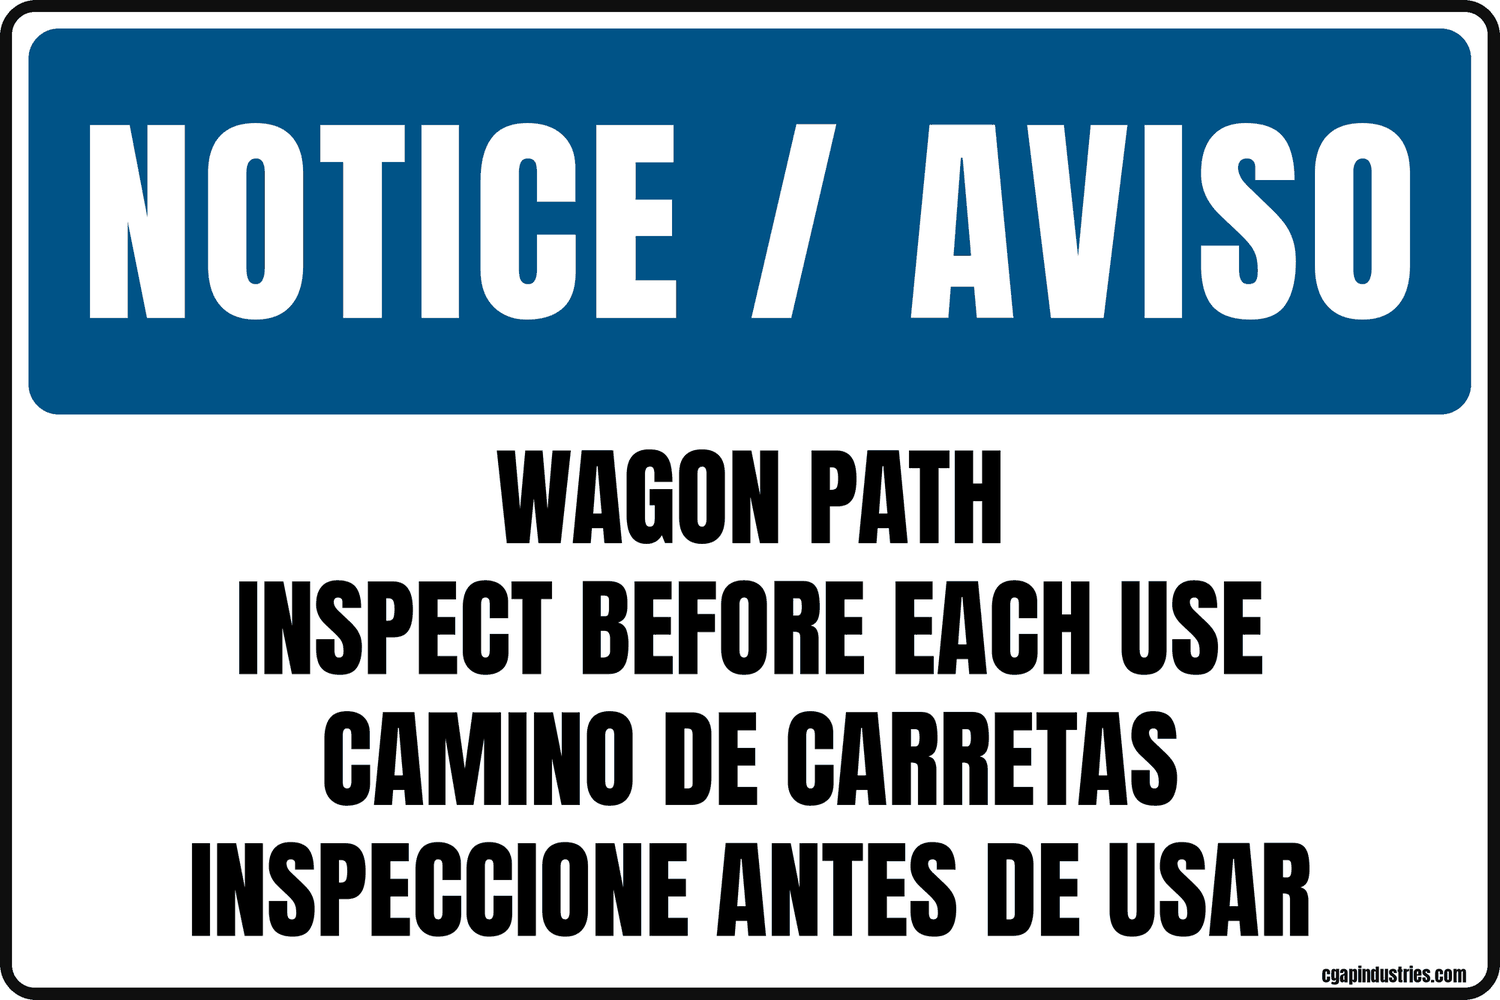 NOTICE / AVISO
WAGON PATH
INSPECT BEFORE EACH USE
CAMINO DE CARRETAS
INSPECCIONE ANTES DE USAR
cgapindustries.com